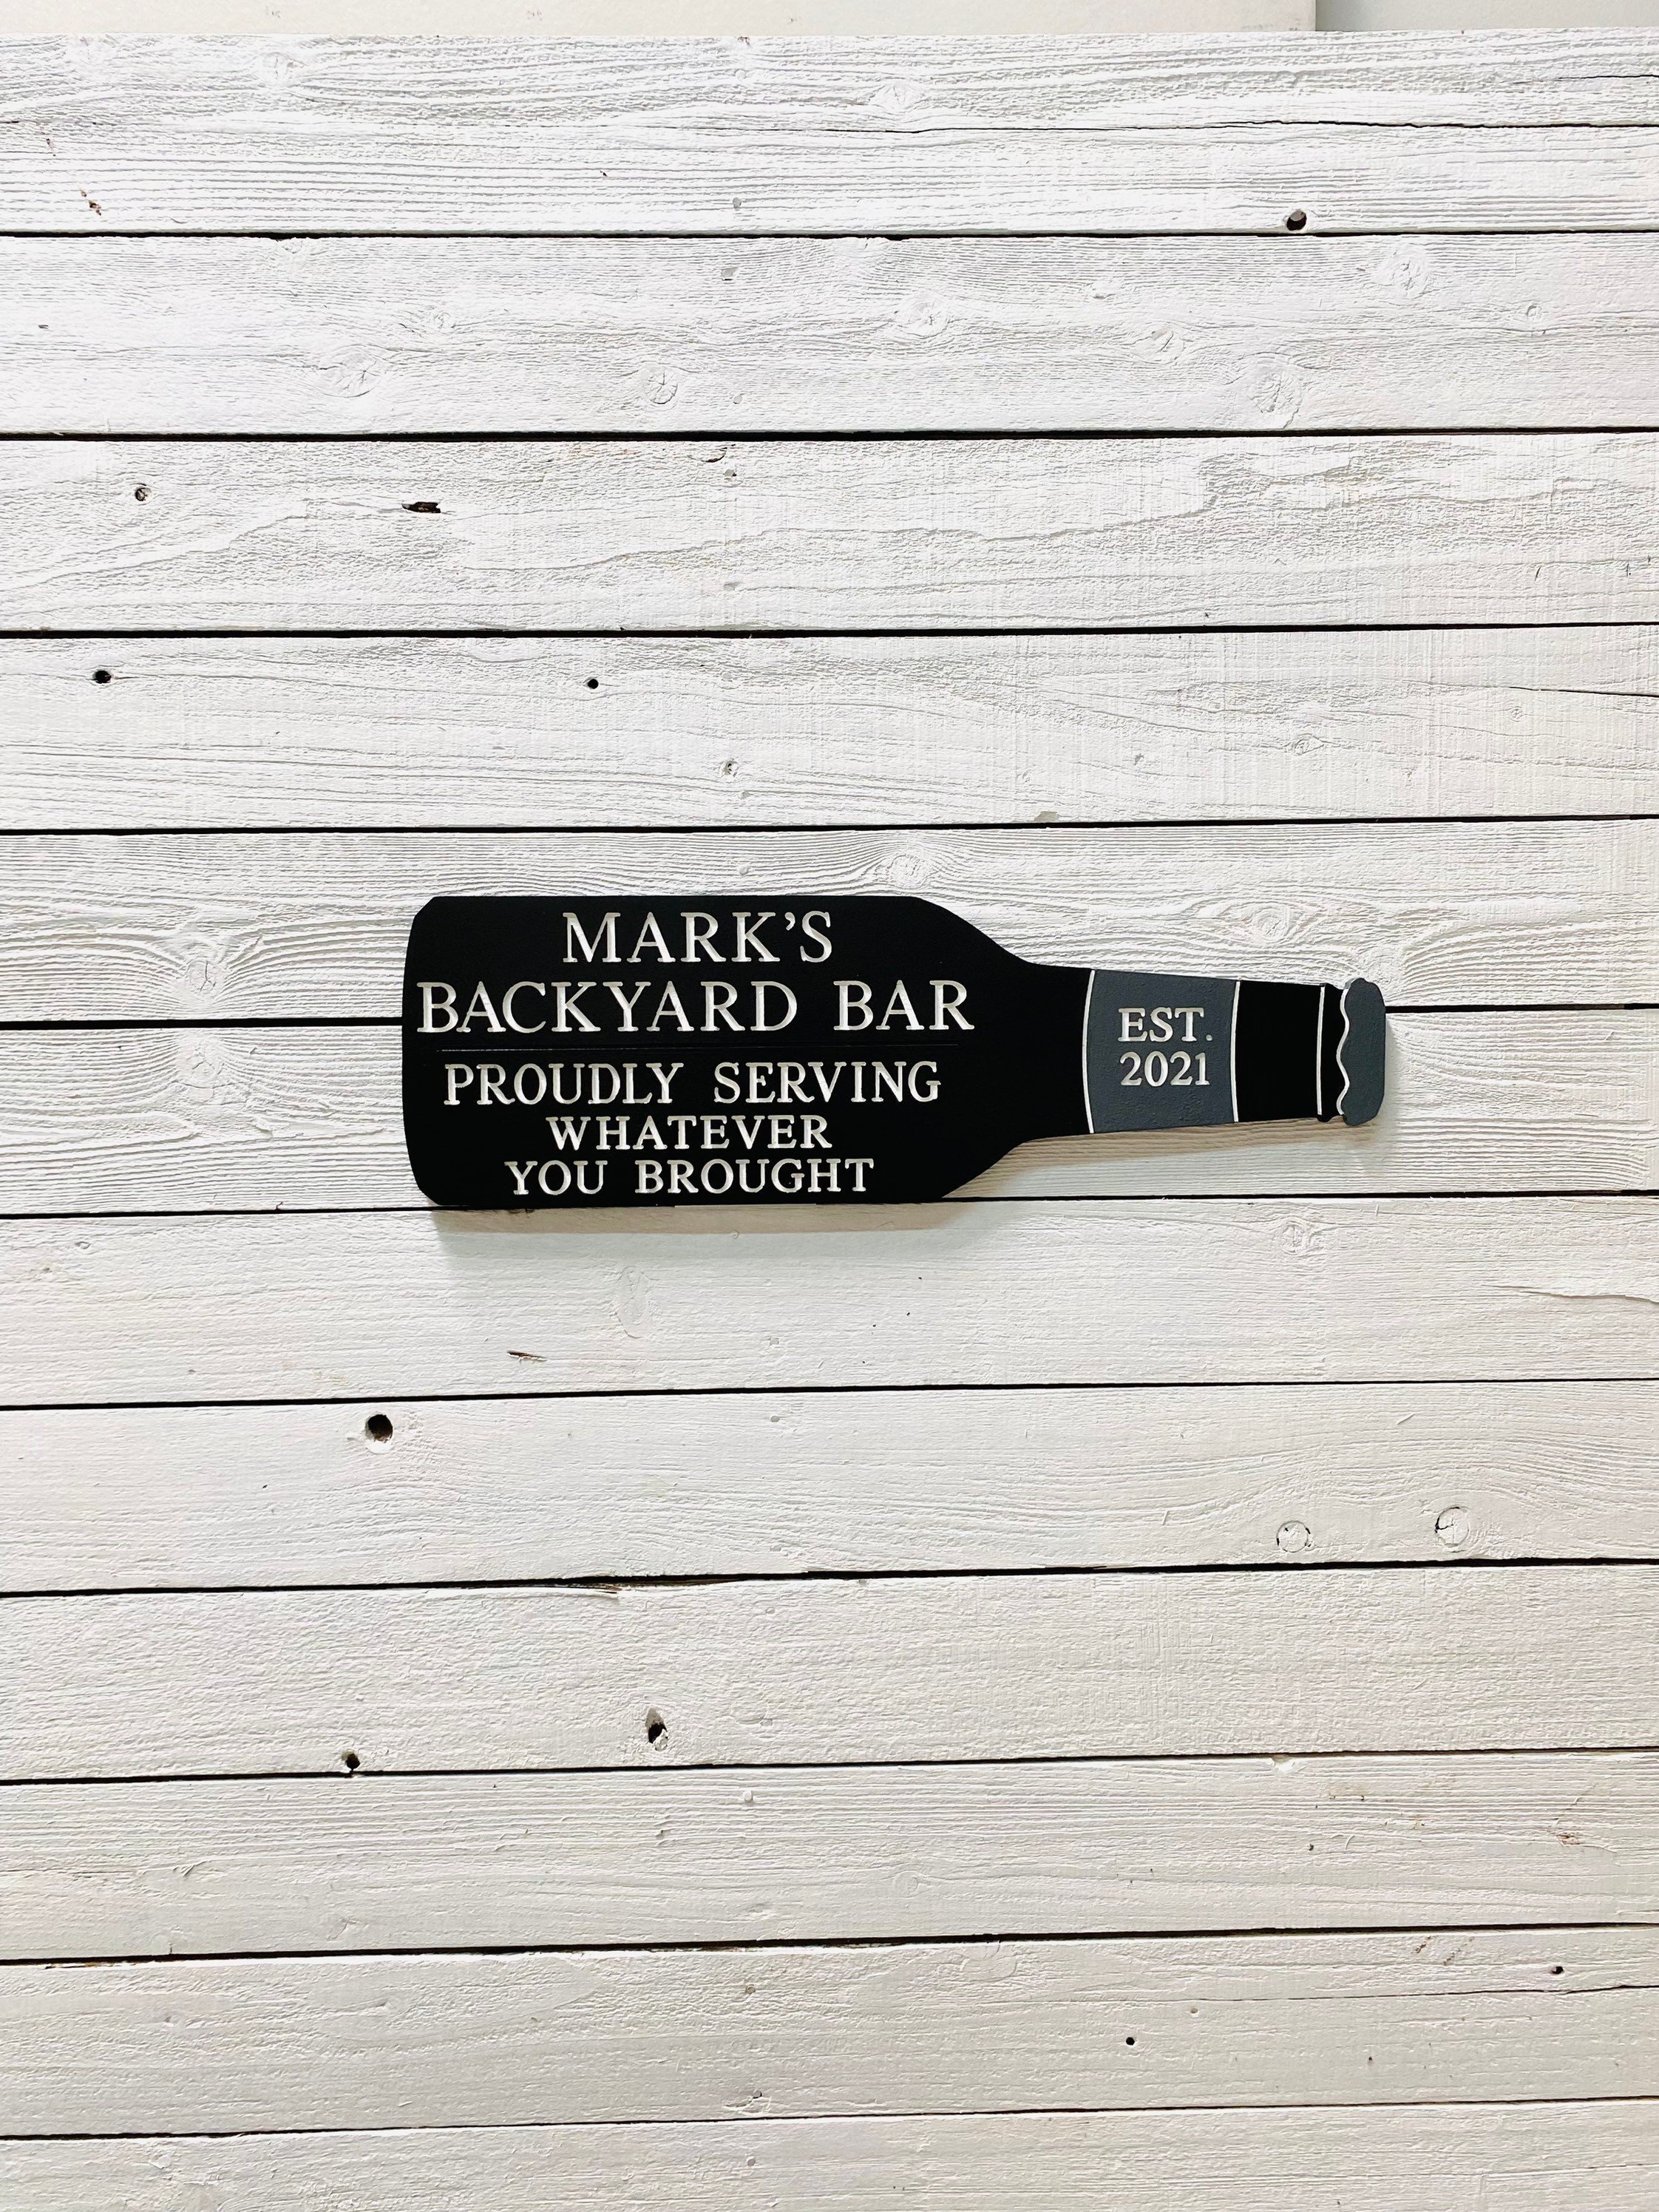 MARK'S
BACKYARD BAR
PROUDLY SERVING
WHATEVER
YOU BROUGHT
EST.
2021